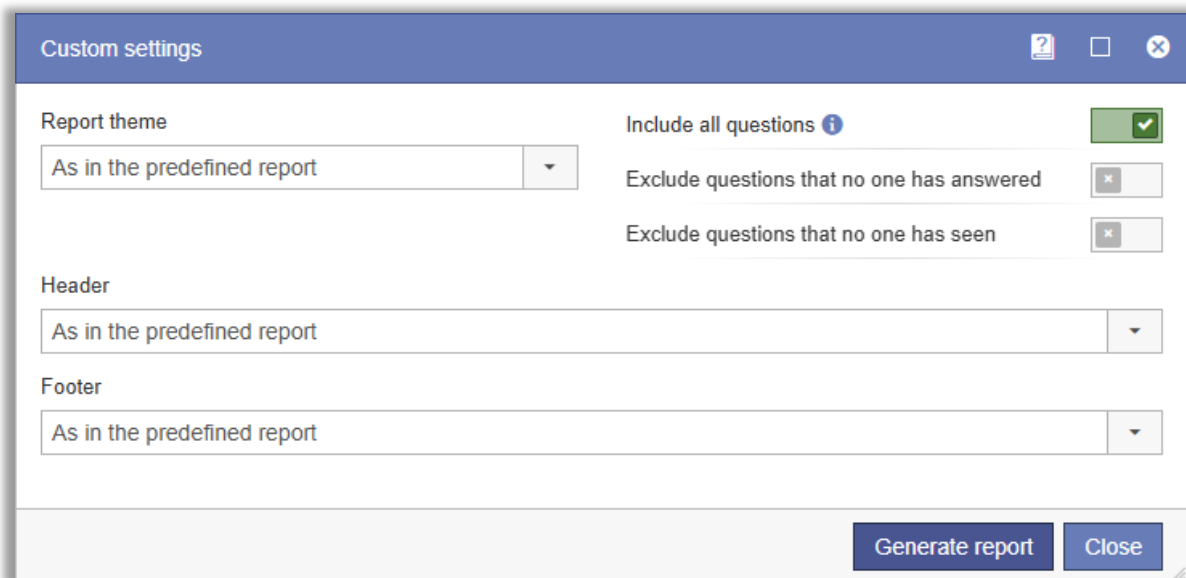 Custom settings
Report theme
As in the predefined report
Include all questions
Exclude questions that no one has answered
Exclude questions that no one has seen
Header
As in the predefined report
Footer
As in the predefined report
Generate report
Close